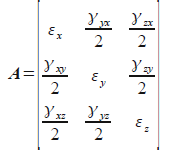 A = | ε_x  γ_yx/2  γ_zx/2 |
| γ_xy/2  ε_y  γ_zy/2 |
| γ_xz/2  γ_yz/2  ε_z |